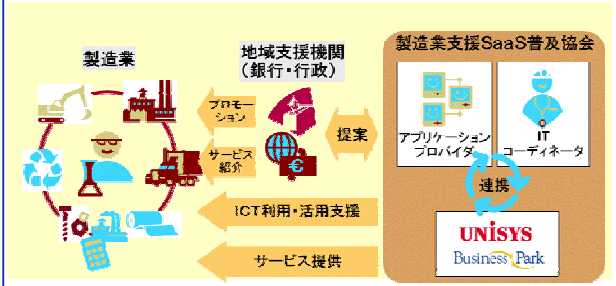 製造業
地域支援機関
（銀行・行政）
製造業支援SaaS普及協会
プロモー
ション
サービス
紹介
提案
アプリケーション
プロバイダ
IT
コーディネータ
連携
ICT利用・活用支援
サービス提供
UNiSYS
Business Park